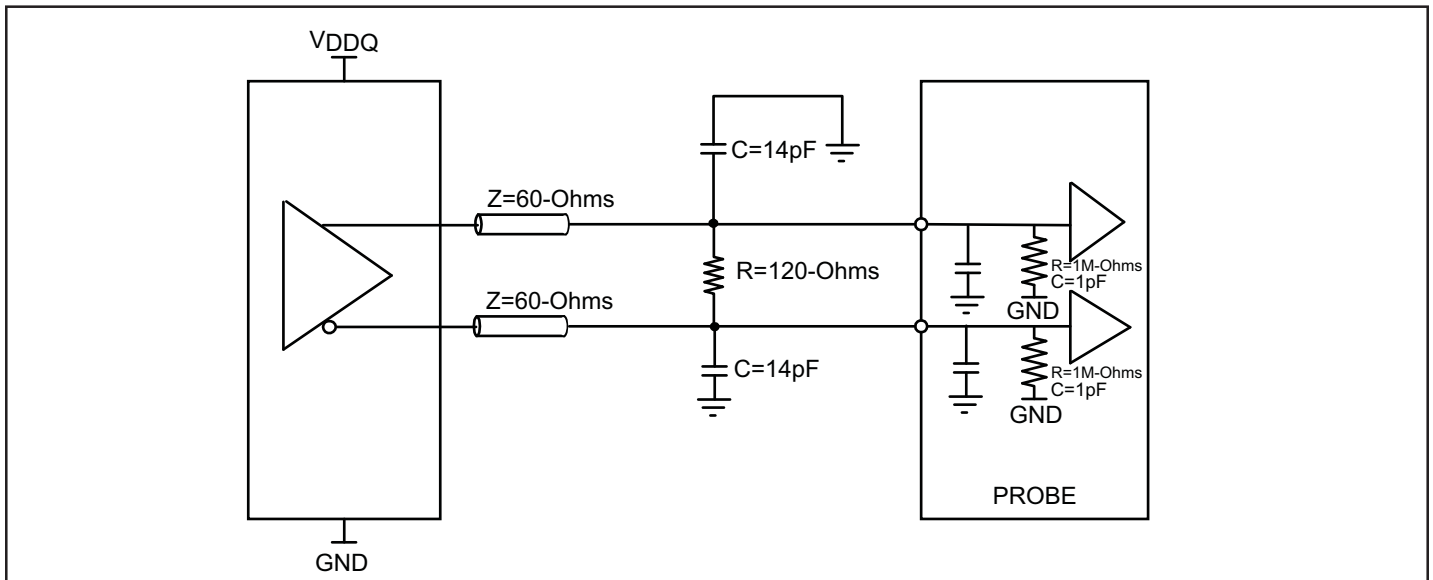 VDDQ
C=14pF
Z=60-Ohms
R=120-Ohms
Z=60-Ohms
C=14pF
R=1M-Ohms
C=1pF
GND
R=1M-Ohms
C=1pF
GND
PROBE
GND